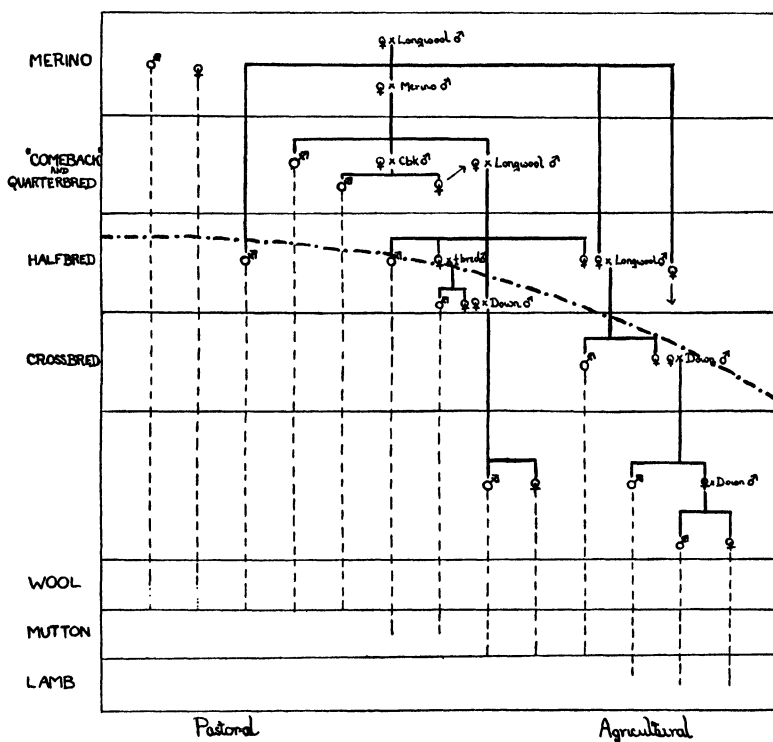 ♀ × Longwool ♂
MERINO
♀ × Merino ♂
"COMEBACK"
AND
QUARTERBRED
♀ × Cbk ♂
♀ × Longwool ♂
HALFBRED
♀ × ½bred ♂
♀ × Longwool ♂
♀ × Down ♂
CROSSBRED
♀ × Down ♂
♀ × Down ♂
WOOL
MUTTON
LAMB
Pastoral
Agricultural